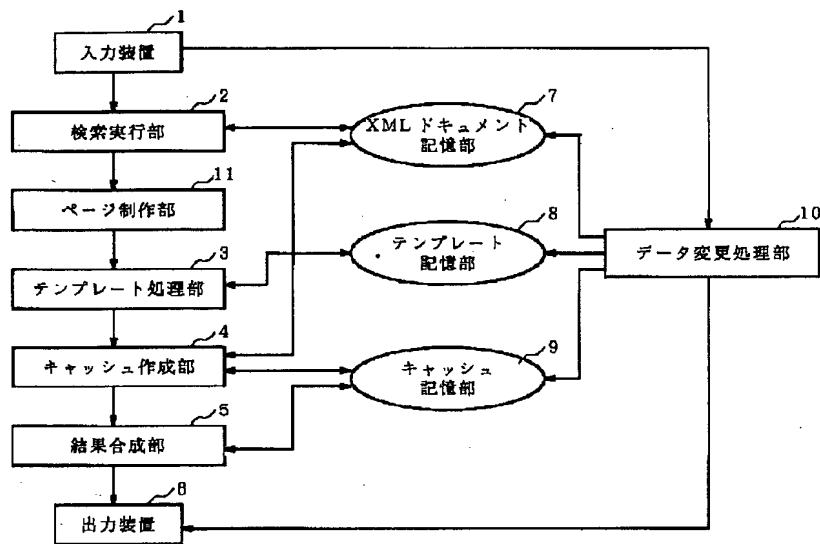 1
入力装置
2
検索実行部
11
ページ制作部
3
テンプレート処理部
4
キャッシュ作成部
5
結果合成部
6
出力装置
7
XMLドキュメント
記憶部
8
テンプレート
記憶部
9
キャッシュ
記憶部
10
データ変更処理部